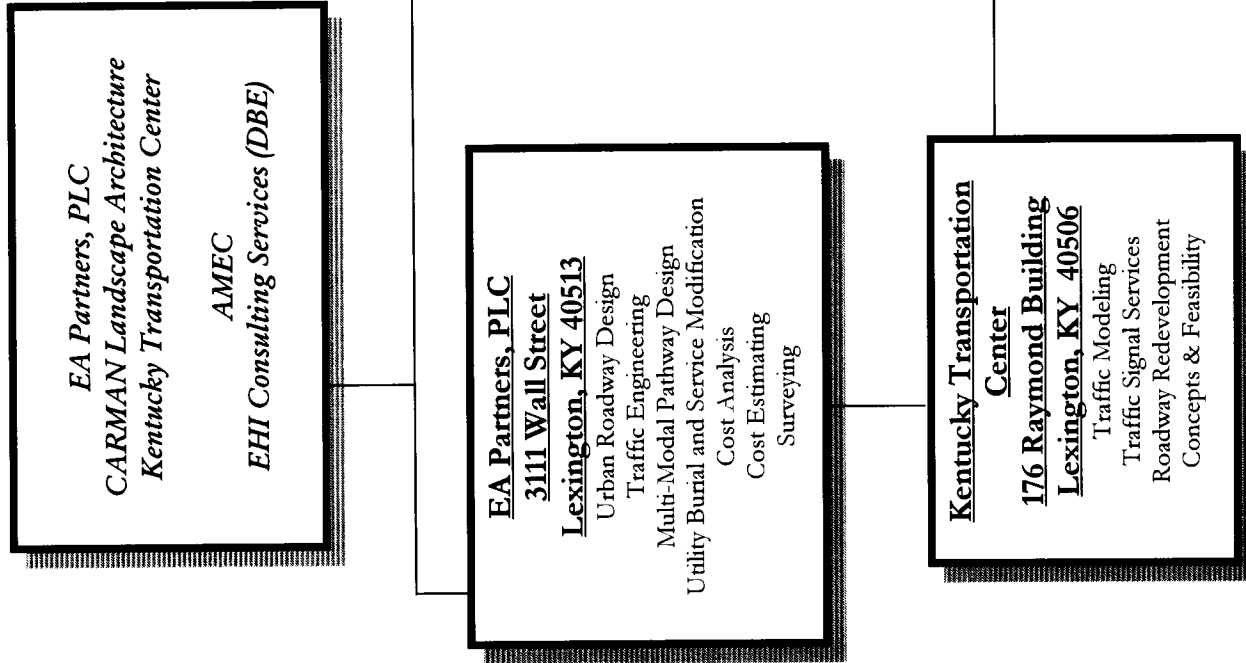 EA Partners, PLC
CARMAN Landscape Architecture
Kentucky Transportation Center
AMEC
EHI Consulting Services (DBE)
EA Partners, PLC
3111 Wall Street
Lexington, KY 40513
Urban Roadway Design
Traffic Engineering
Multi-Modal Pathway Design
Utility Burial and Service Modification
Cost Analysis
Cost Estimating
Surveying
Kentucky Transportation
Center
176 Raymond Building
Lexington, KY 40506
Traffic Modeling
Traffic Signal Services
Roadway Redevelopment
Concepts & Feasibility